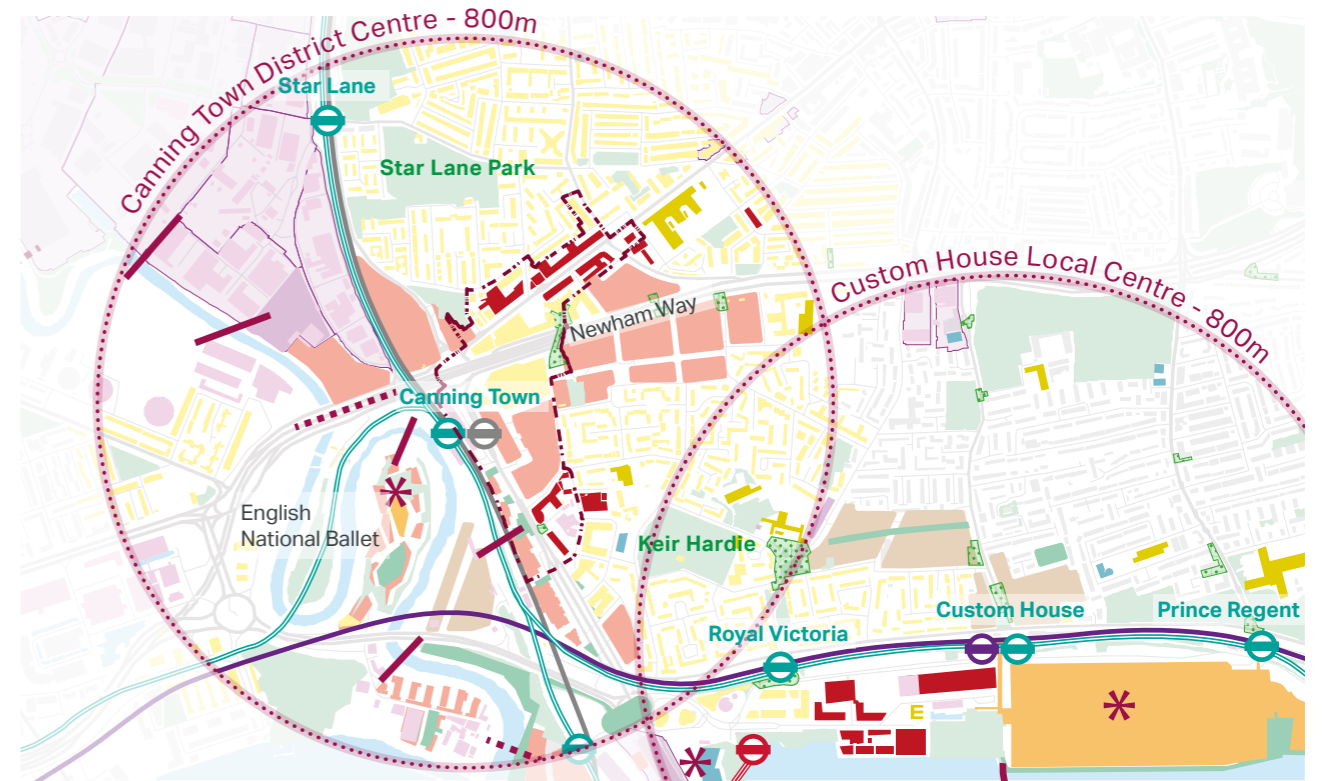 Canning Town District Centre - 800m
Star Lane
Star Lane Park
Custom House Local Centre - 800m
Newham Way
Canning Town
English
National Ballet
Keir Hardie
Custom House
Prince Regent
Royal Victoria
E